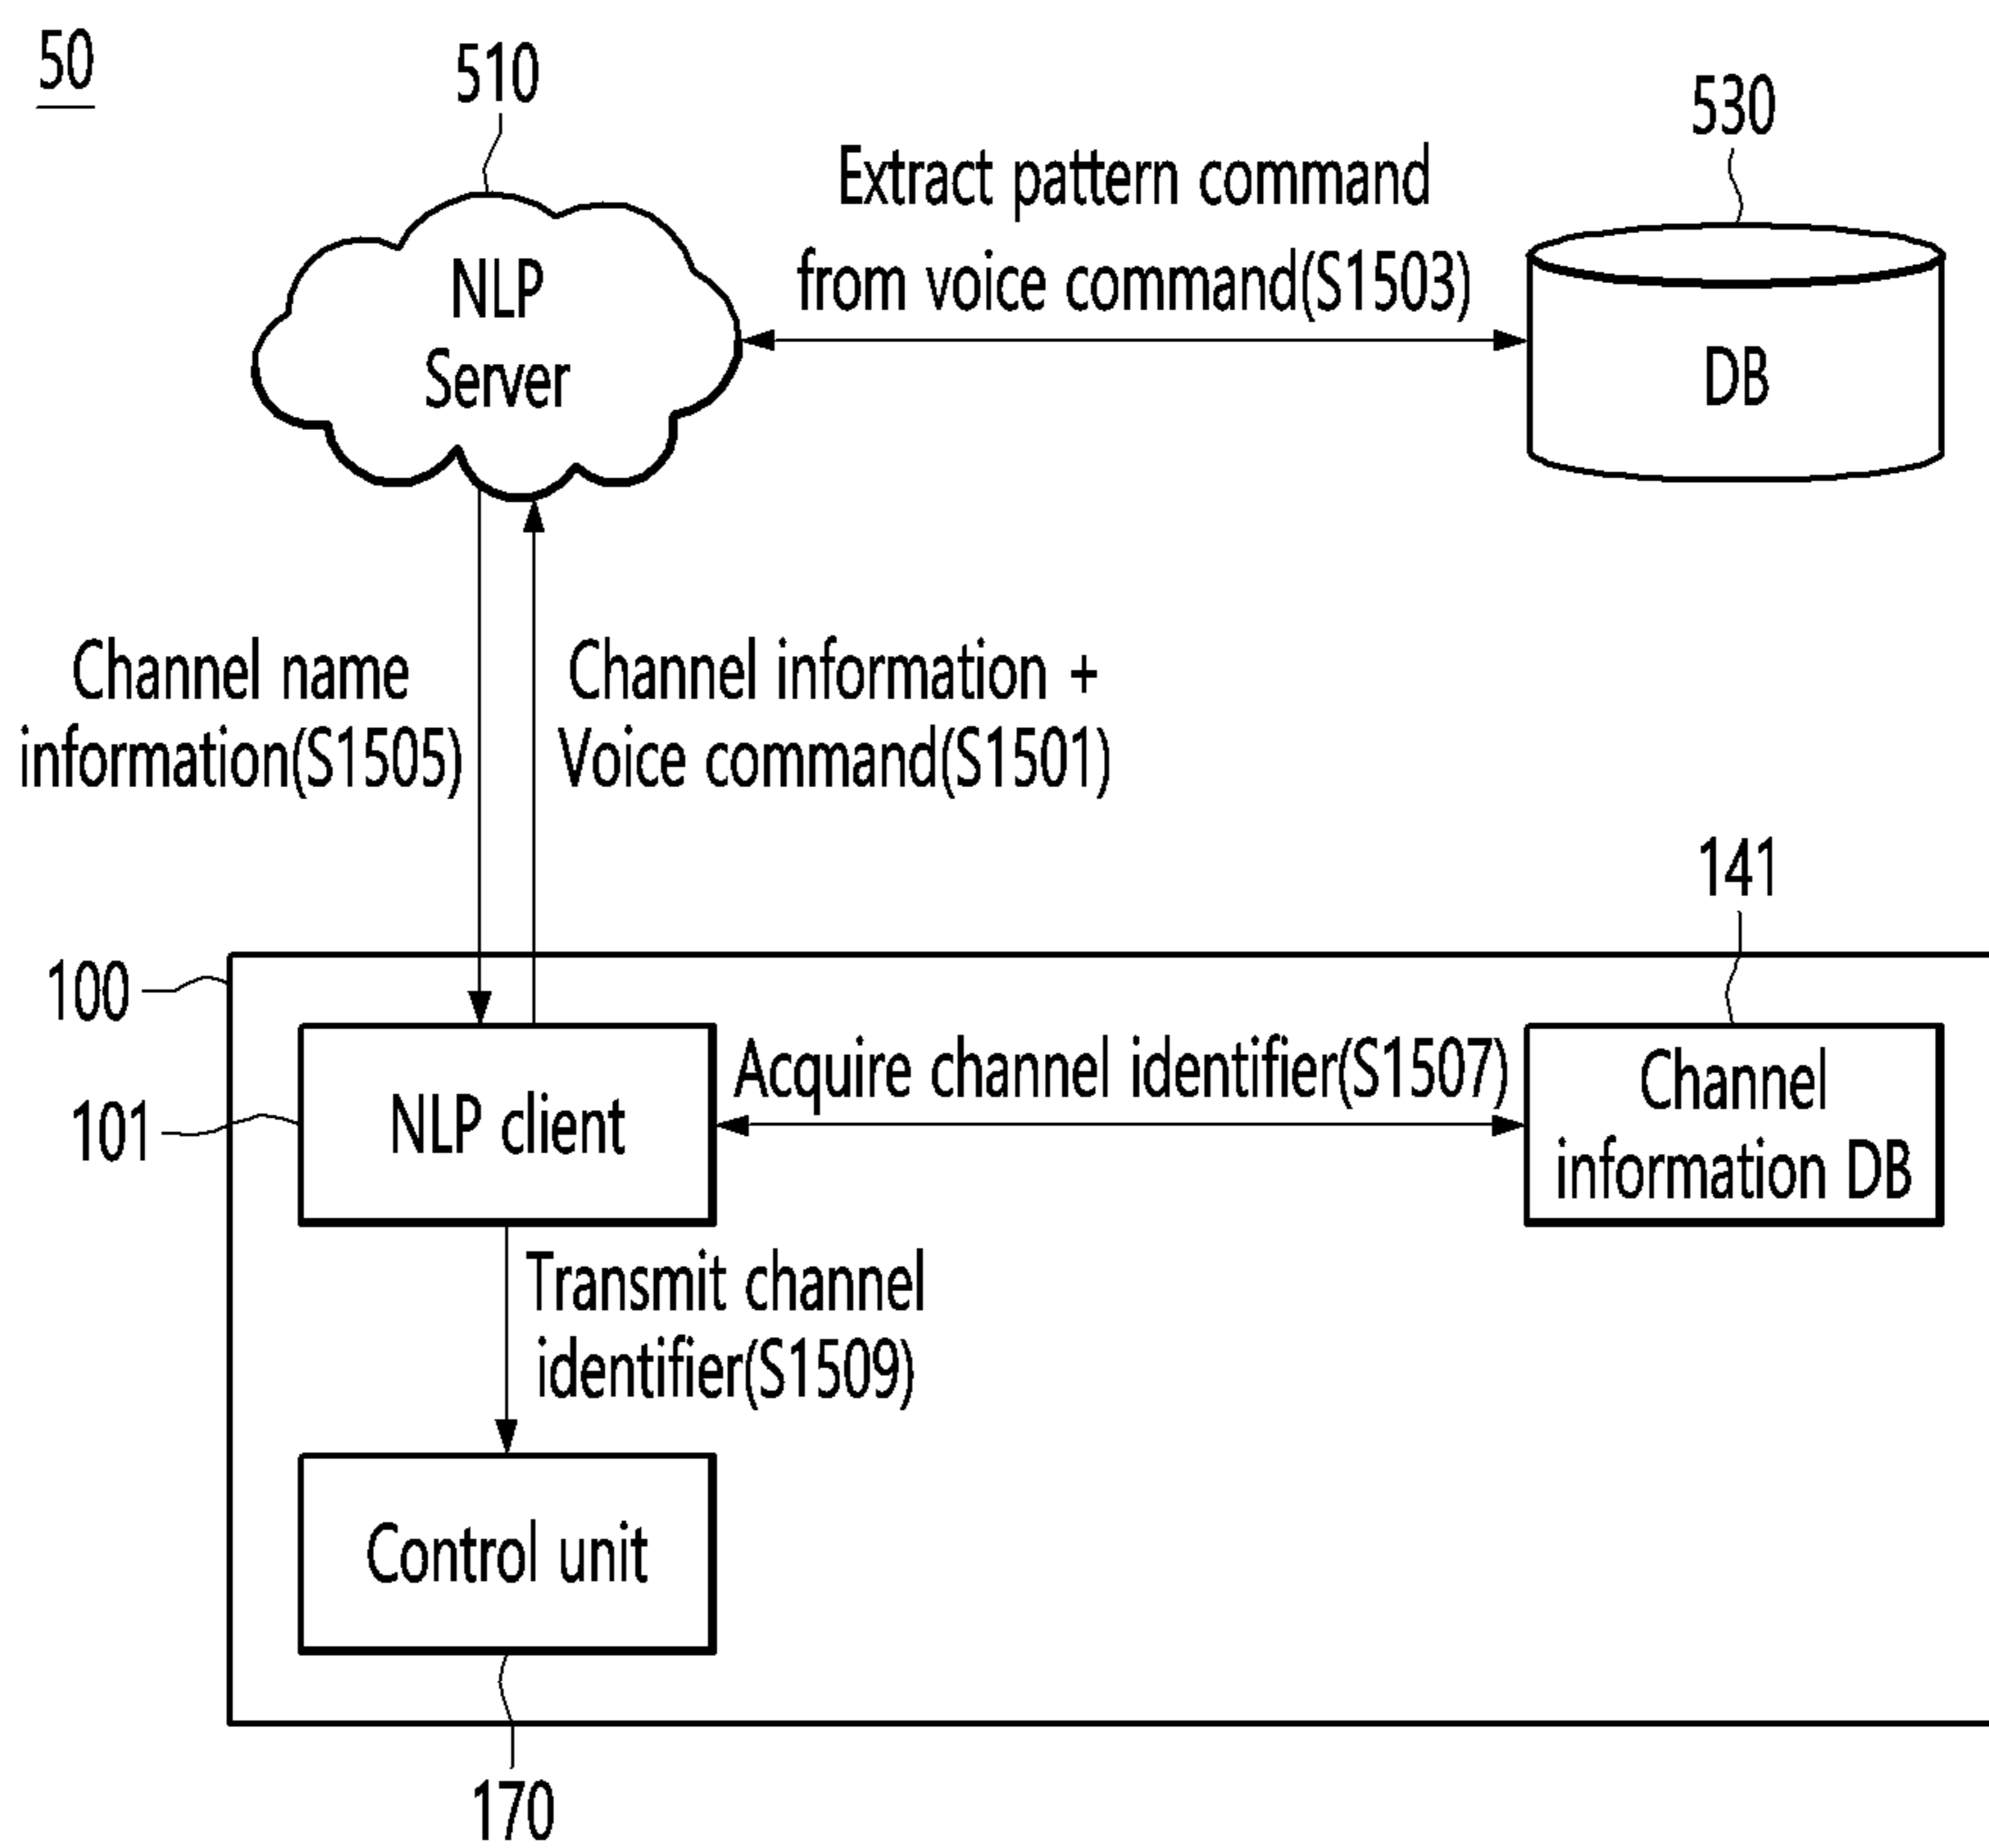 50
510
530
Extract pattern command
from voice command(S1503)
NLP
Server
DB
Channel name
information(S1505)
Channel information +
Voice command(S1501)
141
100
101
NLP client
Acquire channel identifier(S1507)
Channel
information DB
Transmit channel
identifier(S1509)
Control unit
170